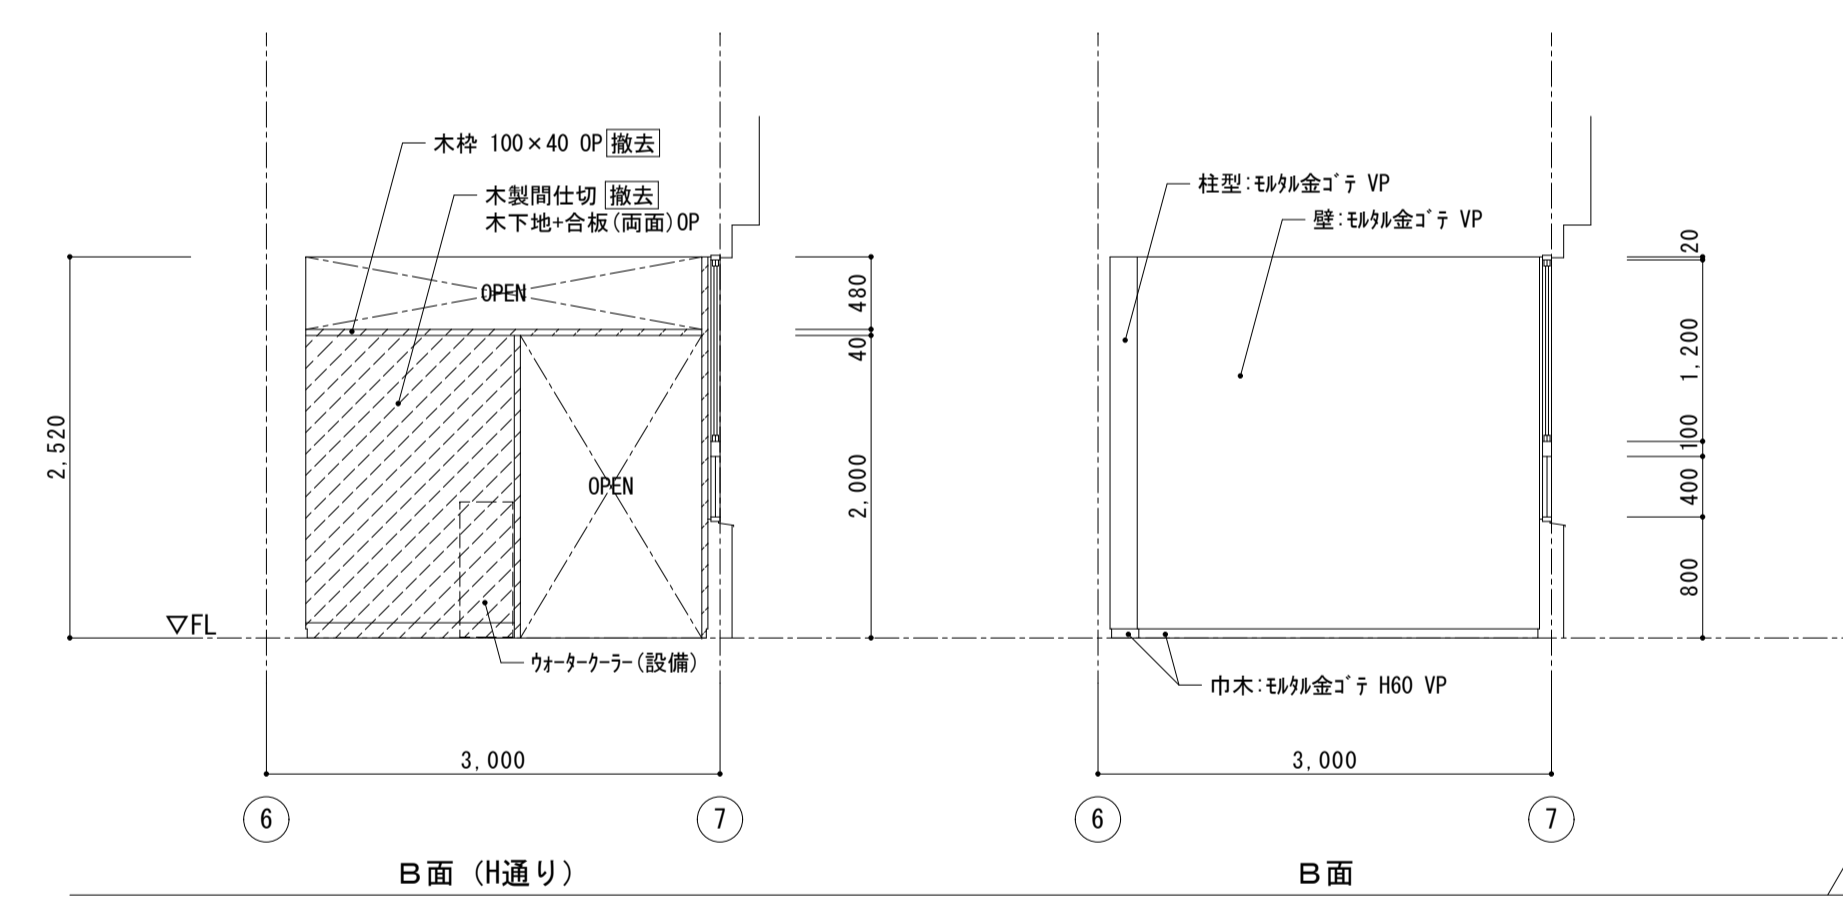 木枠 100×40 OP 撤去
木製間仕切 撤去
木下地+合板(両面)OP
OPEN
480
40
2,520
OPEN
2,000
▽FL
ウォータークーラー(設備)
3,000
6
7
B面 (H通り)
柱型:モルタル金ゴテ VP
壁:モルタル金ゴテ VP
20
1,200
100
400
800
巾木:モルタル金ゴテ H60 VP
3,000
6
7
B面